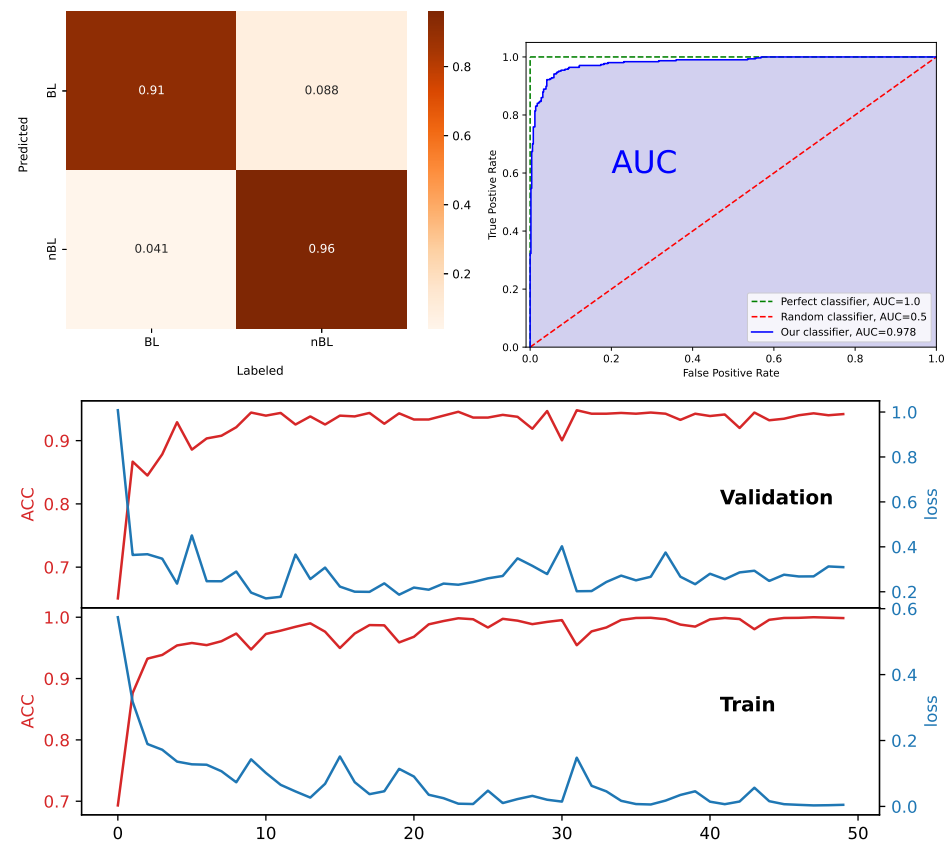 BL
nBL
Predicted
0.91
0.088
0.041
0.96
BL
nBL
Labeled
0.8
0.6
0.4
0.2
True Postive Rate
1.0
0.8
0.6
0.4
0.2
0.0
AUC
Perfect classifier, AUC=1.0
Random classifier, AUC=0.5
Our classifier, AUC=0.978
0.0 0.2 0.4 0.6 0.8 1.0
False Positive Rate
ACC
0.9
0.8
0.7
Validation
1.0
0.8
0.6
0.4
0.2
loss
ACC
1.0
0.9
0.8
0.7
Train
0.6
0.4
0.2
0.0
loss
0 10 20 30 40 50